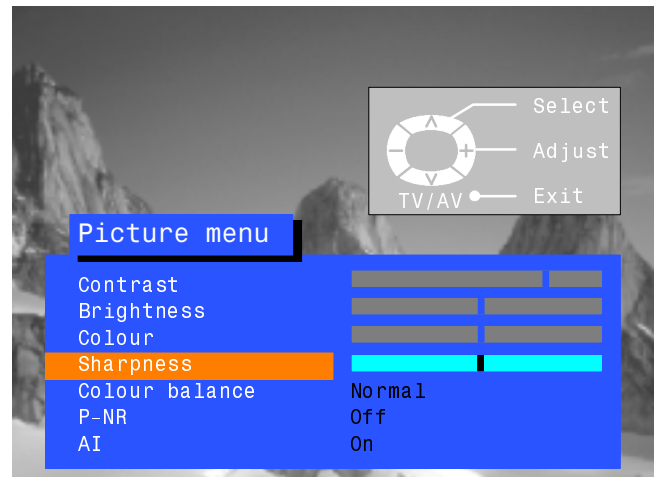 Select
Adjust
TV/AV Exit
Picture menu
Contrast
Brightness
Colour
Sharpness
Colour balance Normal
P-NR Off
AI On